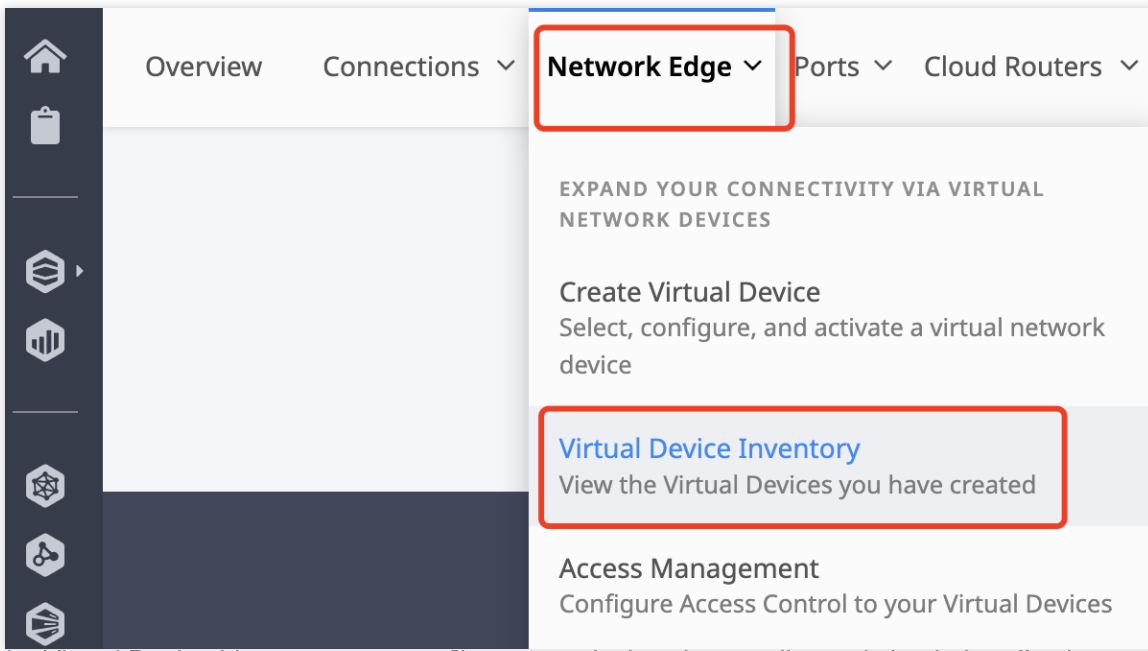 Overview Connections Network Edge Ports Cloud Routers
EXPAND YOUR CONNECTIVITY VIA VIRTUAL
NETWORK DEVICES
Create Virtual Device
Select, configure, and activate a virtual network
device
Virtual Device Inventory
View the Virtual Devices you have created
Access Management
Configure Access Control to your Virtual Devices